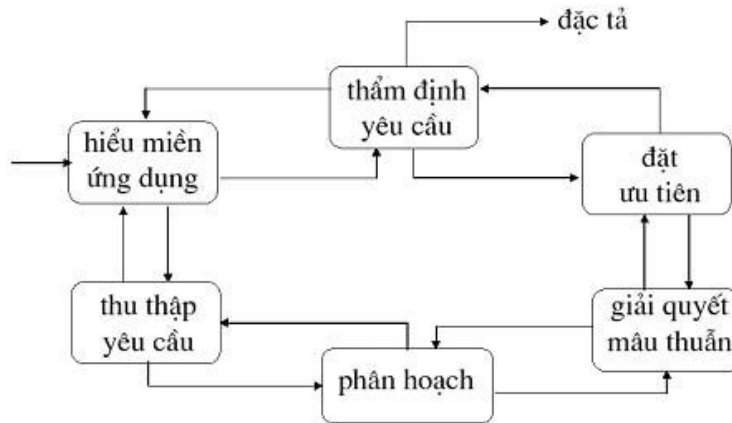 đặc tả
thẩm định
yêu cầu
hiểu miền
ứng dụng
đặt
ưu tiên
thu thập
yêu cầu
giải quyết
mâu thuẫn
phân hoạch